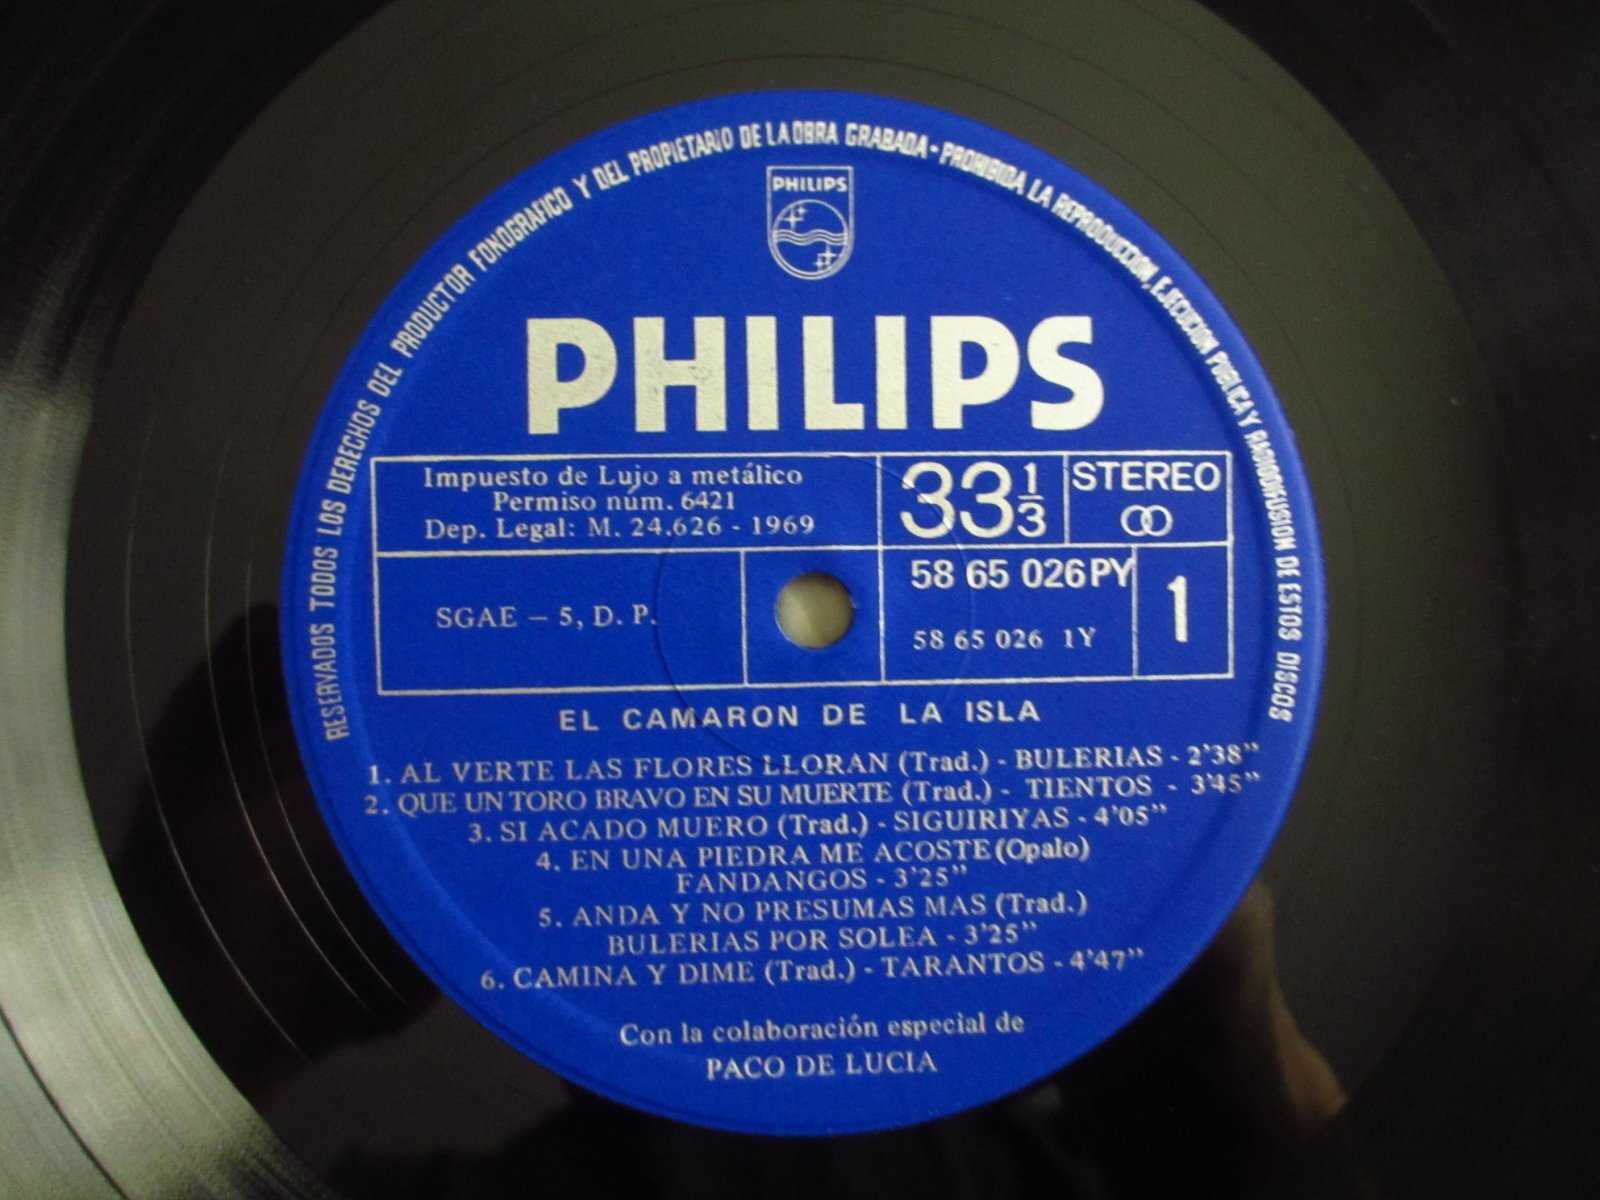 RESERVADOS TODOS LOS DERECHOS DEL PRODUCTOR FONOGRAFICO Y DEL PROPIETARIO DE LA OBRA GRABADA - PROHIBIDA LA REPRODUCCION, EJECUCION PUBLICA Y RADIODIFUSION DE ESTOS DISCOS
PHILIPS
PHILIPS
Impuesto de Lujo a metálico
Permiso núm. 6421
Dep. Legal: M. 24.626 - 1969
33 1/3
STEREO
SGAE – 5, D. P.
58 65 026 PY
58 65 026 1Y
1
EL CAMARON DE LA ISLA
1. AL VERTE LAS FLORES LLORAN (Trad.) - BULERIAS - 2'38"
2. QUE UN TORO BRAVO EN SU MUERTE (Trad.) - TIENTOS - 3'45"
3. SI ACADO MUERO (Trad.) - SIGUIRIYAS - 4'05"
4. EN UNA PIEDRA ME ACOSTE (Opalo)
FANDANGOS - 3'25"
5. ANDA Y NO PRESUMAS MAS (Trad.)
BULERIAS POR SOLEA - 3'25"
6. CAMINA Y DIME (Trad.) - TARANTOS - 4'47"
Con la colaboración especial de
PACO DE LUCIA